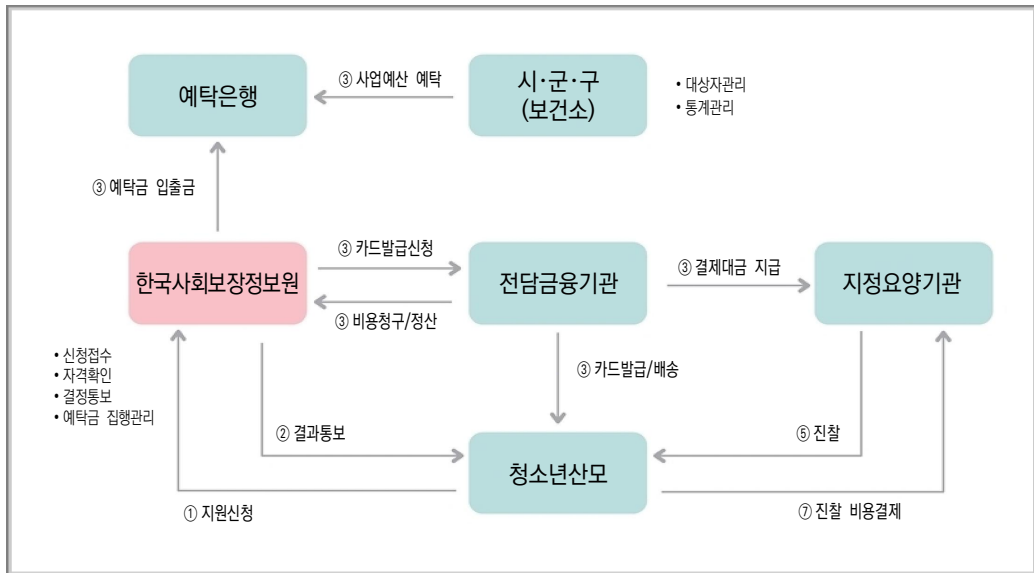 예탁은행
③ 사업예산 예탁
시·군·구
(보건소)
• 대상자관리
• 통계관리
③ 예탁금 입출금
한국사회보장정보원
③ 카드발급신청
③ 비용청구/정산
전담금융기관
③ 결제대금 지급
지정요양기관
• 신청접수
• 자격확인
• 결정통보
• 예탁금 집행관리
③ 카드발급/배송
② 결과통보
⑤ 진찰
청소년산모
① 지원신청
⑦ 진찰 비용결제